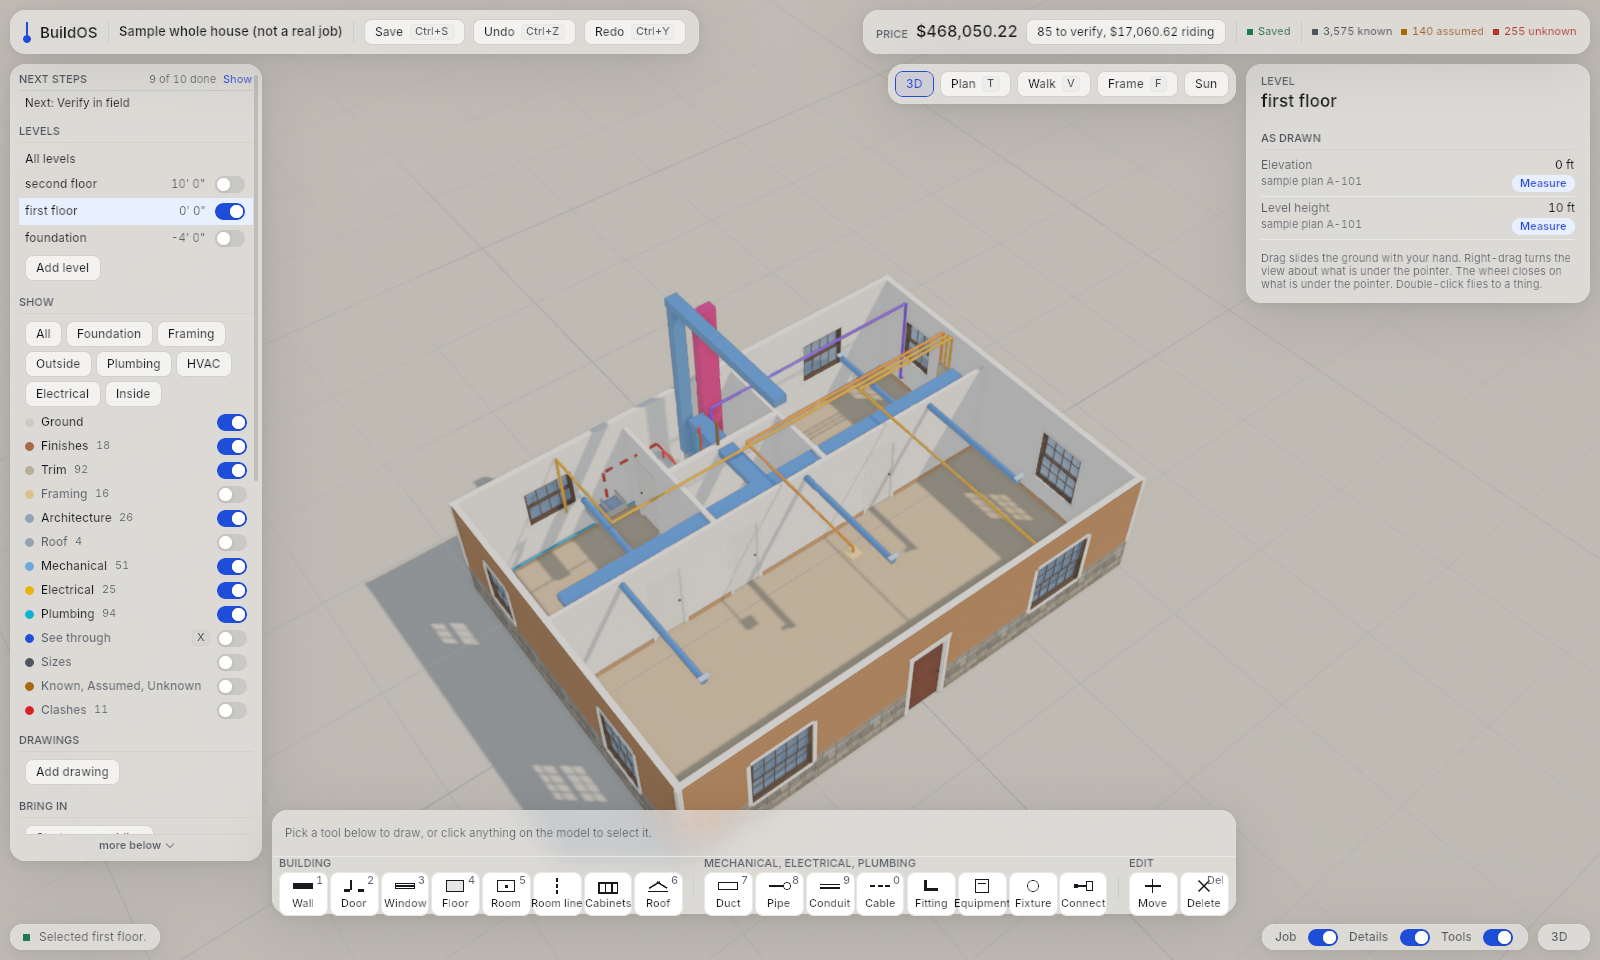 BuildOS
Sample whole house (not a real job)
Save Ctrl+S
Undo Ctrl+Z
Redo Ctrl+Y
PRICE $468,050.22
85 to verify, $17,060.62 riding
Saved
3,575 known
140 assumed
255 unknown
NEXT STEPS 9 of 10 done Show
Next: Verify in field
LEVELS
All levels
second floor 10' 0"
first floor 0' 0"
foundation -4' 0"
Add level
SHOW
All Foundation Framing
Outside Plumbing HVAC
Electrical Inside
Ground
Finishes 18
Trim 92
Framing 16
Architecture 26
Roof 4
Mechanical 51
Electrical 25
Plumbing 94
See through X
Sizes
Known, Assumed, Unknown
Clashes 11
DRAWINGS
Add drawing
BRING IN
more below
3D
Plan T
Walk V
Frame F
Sun
LEVEL
first floor
AS DRAWN
Elevation 0 ft
sample plan A-101 Measure
Level height 10 ft
sample plan A-101 Measure
Drag slides the ground with your hand. Right-drag turns the
view about what is under the pointer. The wheel closes on
what is under the pointer. Double-click flies to a thing.
Pick a tool below to draw, or click anything on the model to select it.
BUILDING
1 Wall
2 Door
3 Window
4 Floor
5 Room
Room line
Cabinets
6 Roof
MECHANICAL, ELECTRICAL, PLUMBING
7 Duct
8 Pipe
9 Conduit
0 Cable
Fitting
Equipment
Fixture
Connect
EDIT
Move
Del Delete
Selected first floor.
Job
Details
Tools
3D